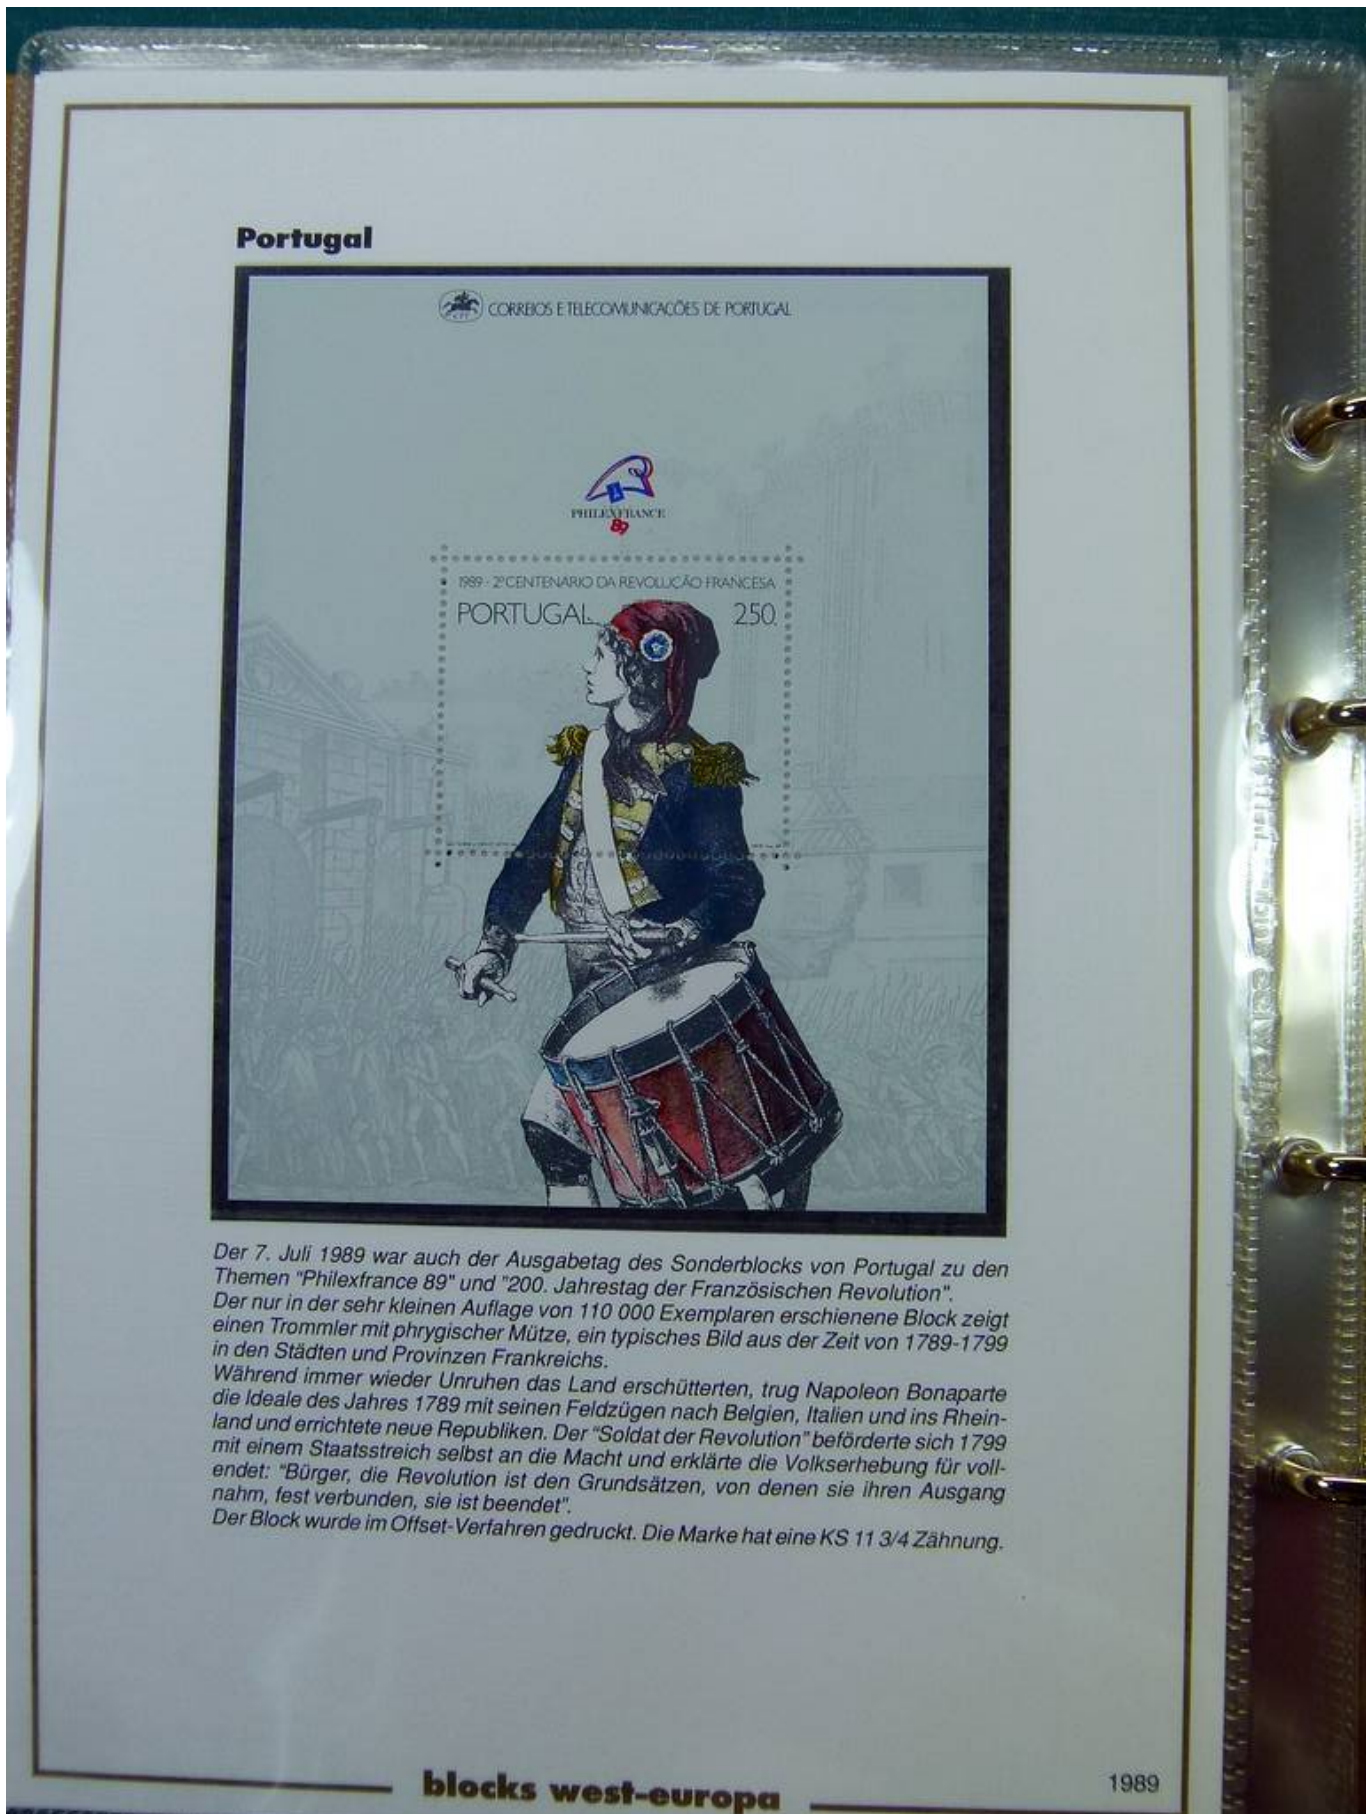 Portugal
CORREIOS E TELECOMUNICAÇÕES DE PORTUGAL
PHILEXFRANCE
89
1989 - 2º CENTENÁRIO DA REVOLUÇÃO FRANCESA
PORTUGAL 250.
Der 7. Juli 1989 war auch der Ausgabetag des Sonderblocks von Portugal zu den
Themen "Philexfrance 89" und "200. Jahrestag der Französischen Revolution".
Der nur in der sehr kleinen Auflage von 110 000 Exemplaren erschienene Block zeigt
einen Trommler mit phrygischer Mütze, ein typisches Bild aus der Zeit von 1789-1799
in den Städten und Provinzen Frankreichs.
Während immer wieder Unruhen das Land erschütterten, trug Napoleon Bonaparte
die Ideale des Jahres 1789 mit seinen Feldzügen nach Belgien, Italien und ins Rhein-
land und errichtete neue Republiken. Der "Soldat der Revolution" beförderte sich 1799
mit einem Staatsstreich selbst an die Macht und erklärte die Volkserhebung für voll-
endet: "Bürger, die Revolution ist den Grundsätzen, von denen sie ihren Ausgang
nahm, fest verbunden, sie ist beendet".
Der Block wurde im Offset-Verfahren gedruckt. Die Marke hat eine KS 11 3/4 Zähnung.
blocks west-europa
1989